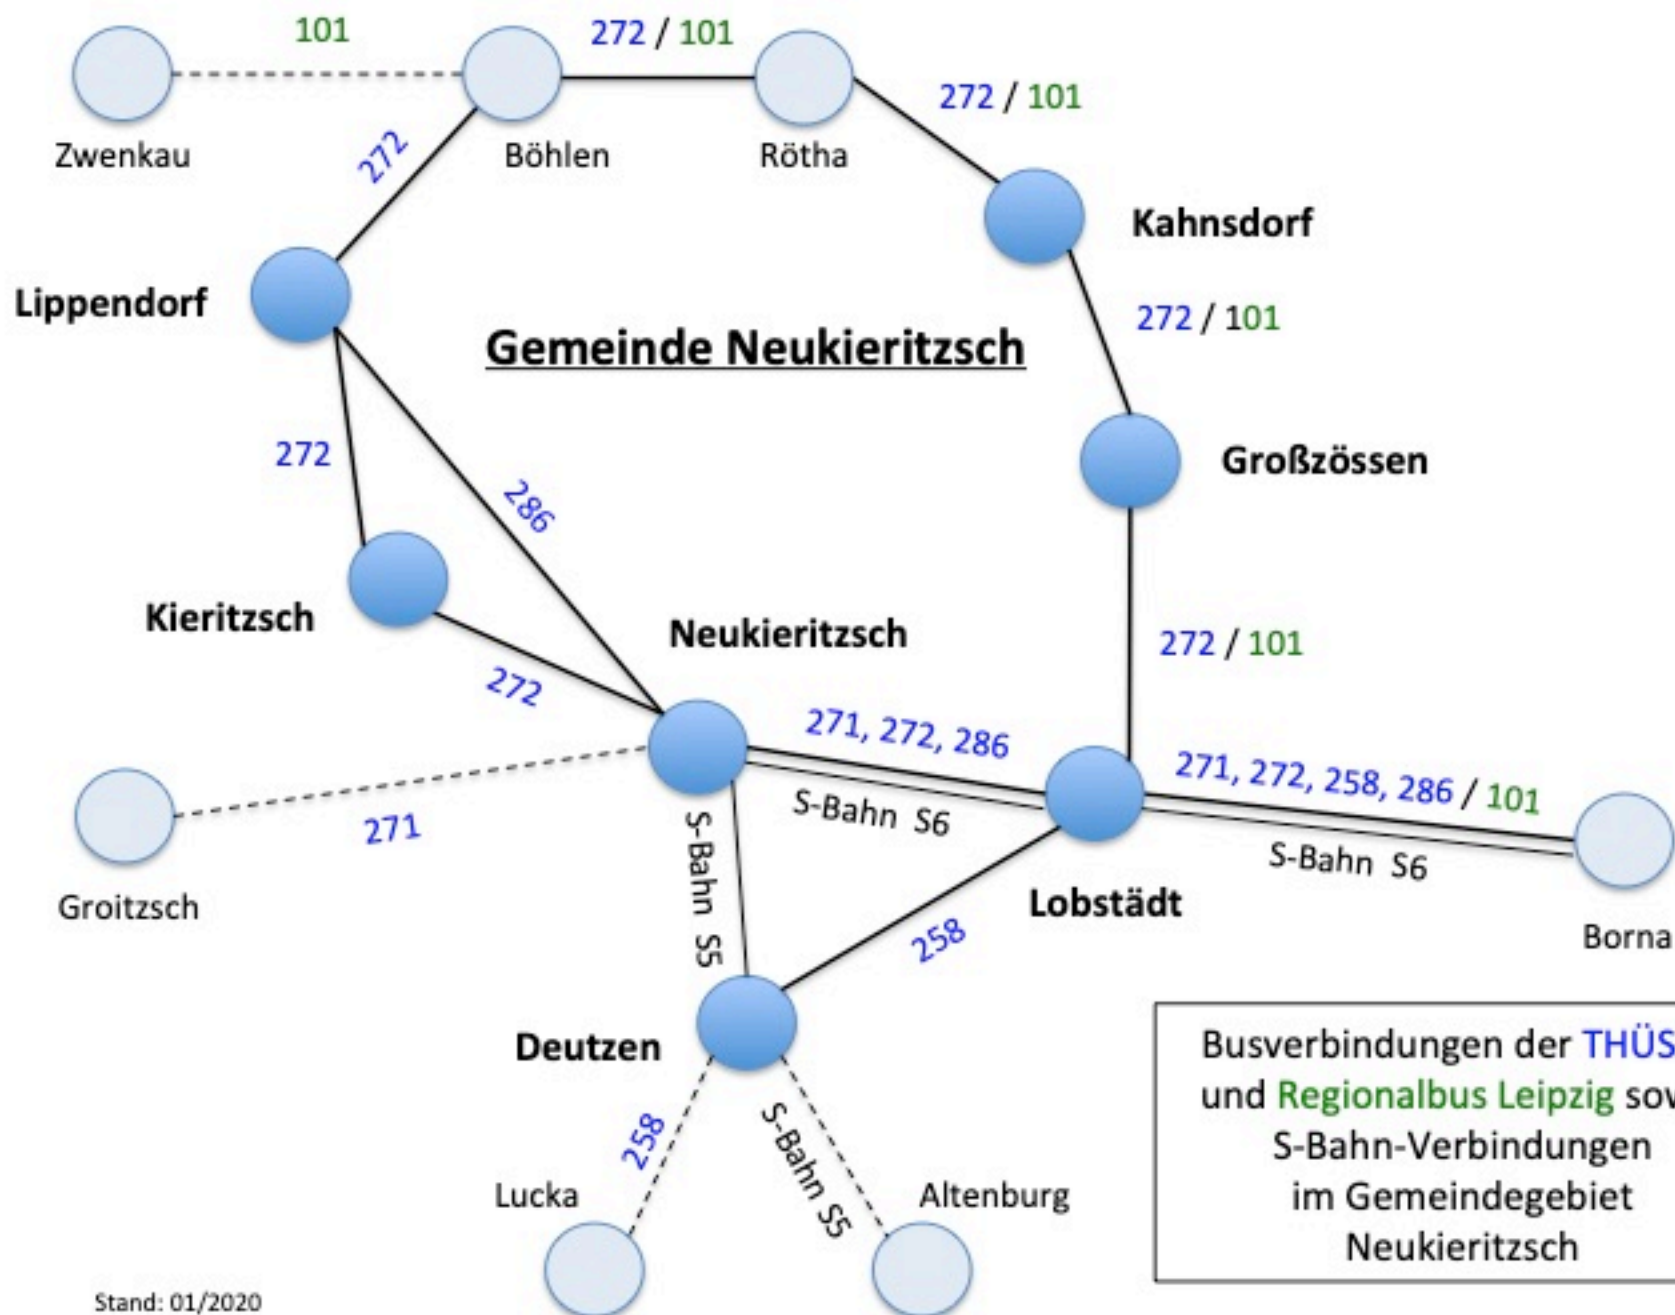 101
272 / 101
272 / 101
Zwenkau
272
Böhlen
Rötha
Kahnsdorf
Lippendorf
272 / 101
Gemeinde Neukieritzsch
272
286
Großzössen
Kieritzsch
Neukieritzsch
272 / 101
272
271, 272, 286
S-Bahn S6
271, 272, 258, 286 / 101
S-Bahn S6
271
S-Bahn S5
Groitzsch
Lobstädt
258
Borna
Deutzen
258
S-Bahn S5
Lucka
Altenburg
Busverbindungen der THÜS
und Regionalbus Leipzig sow
S-Bahn-Verbindungen
im Gemeindegebiet
Neukieritzsch
Stand: 01/2020